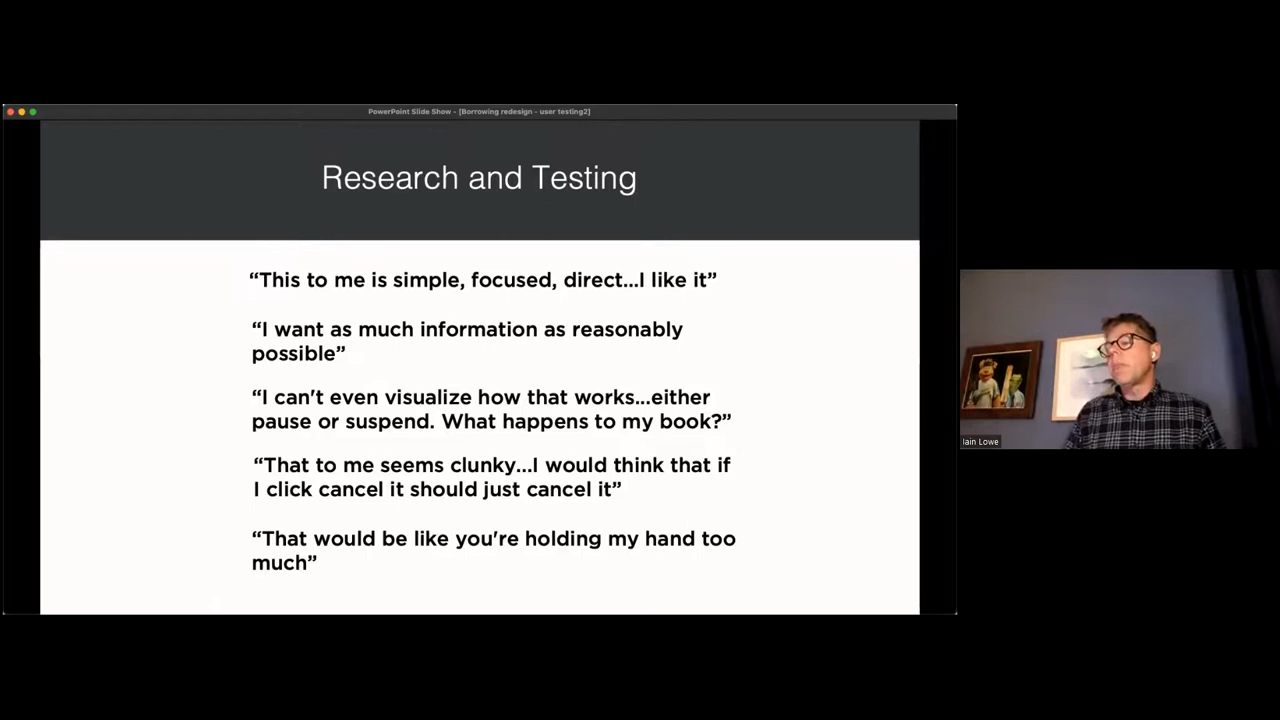 PowerPoint Slide Show - [Borrowing redesign - user testing2]
Research and Testing
“This to me is simple, focused, direct...I like it”
“I want as much information as reasonably
possible”
“I can't even visualize how that works...either
pause or suspend. What happens to my book?”
“That to me seems clunky...I would think that if
I click cancel it should just cancel it”
“That would be like you're holding my hand too
much”
Iain Lowe